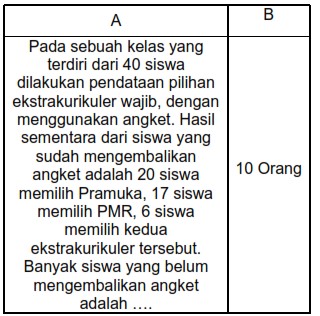 A
B
Pada sebuah kelas yang
terdiri dari 40 siswa
dilakukan pendataan pilihan
ekstrakurikuler wajib, dengan
menggunakan angket. Hasil
sementara dari siswa yang
sudah mengembalikan
angket adalah 20 siswa
memilih Pramuka, 17 siswa
memilih PMR, 6 siswa
memilih kedua
ekstrakurikuler tersebut.
Banyak siswa yang belum
mengembalikan angket
adalah ....
10 Orang